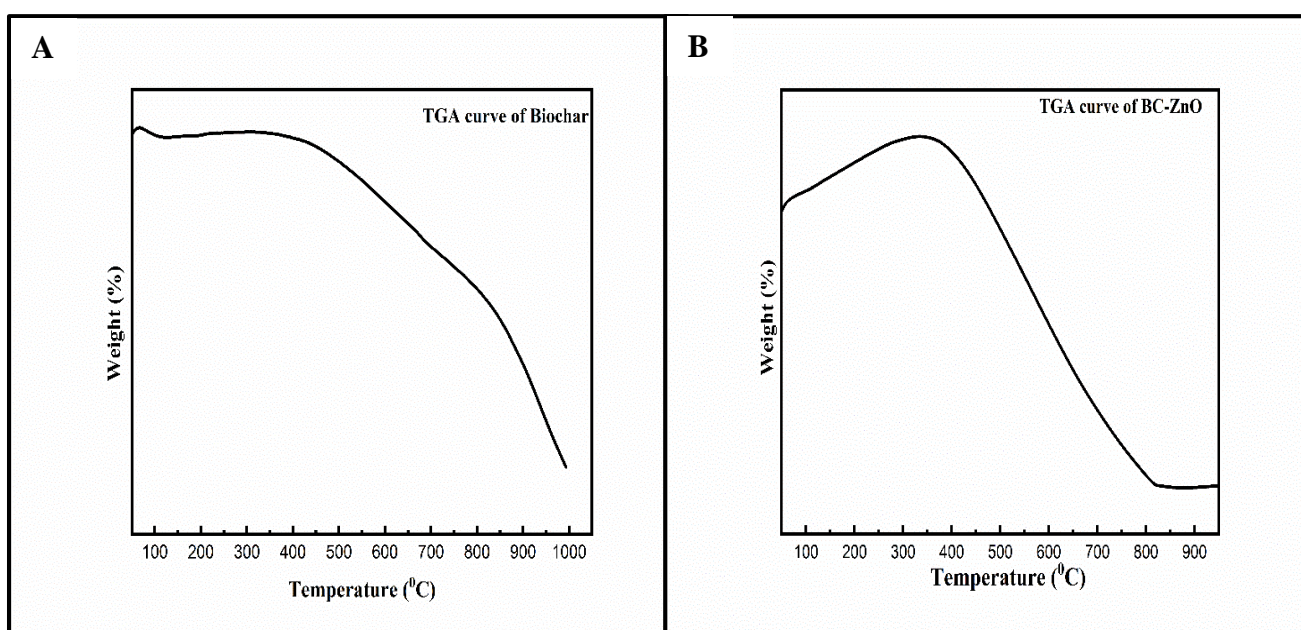 A
TGA curve of Biochar
Weight (%)
100 200 300 400 500 600 700 800 900 1000
Temperature (⁰C)
B
TGA curve of BC-ZnO
Weight (%)
100 200 300 400 500 600 700 800 900
Temperature (⁰C)